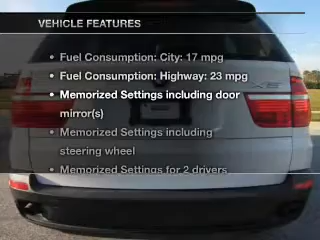 VEHICLE FEATURES
• Fuel Consumption: City: 17 mpg
• Fuel Consumption: Highway: 23 mpg
• Memorized Settings including door
mirror(s)
• Memorized Settings including
steering wheel
• Memorized Settings for 2 drivers
X5